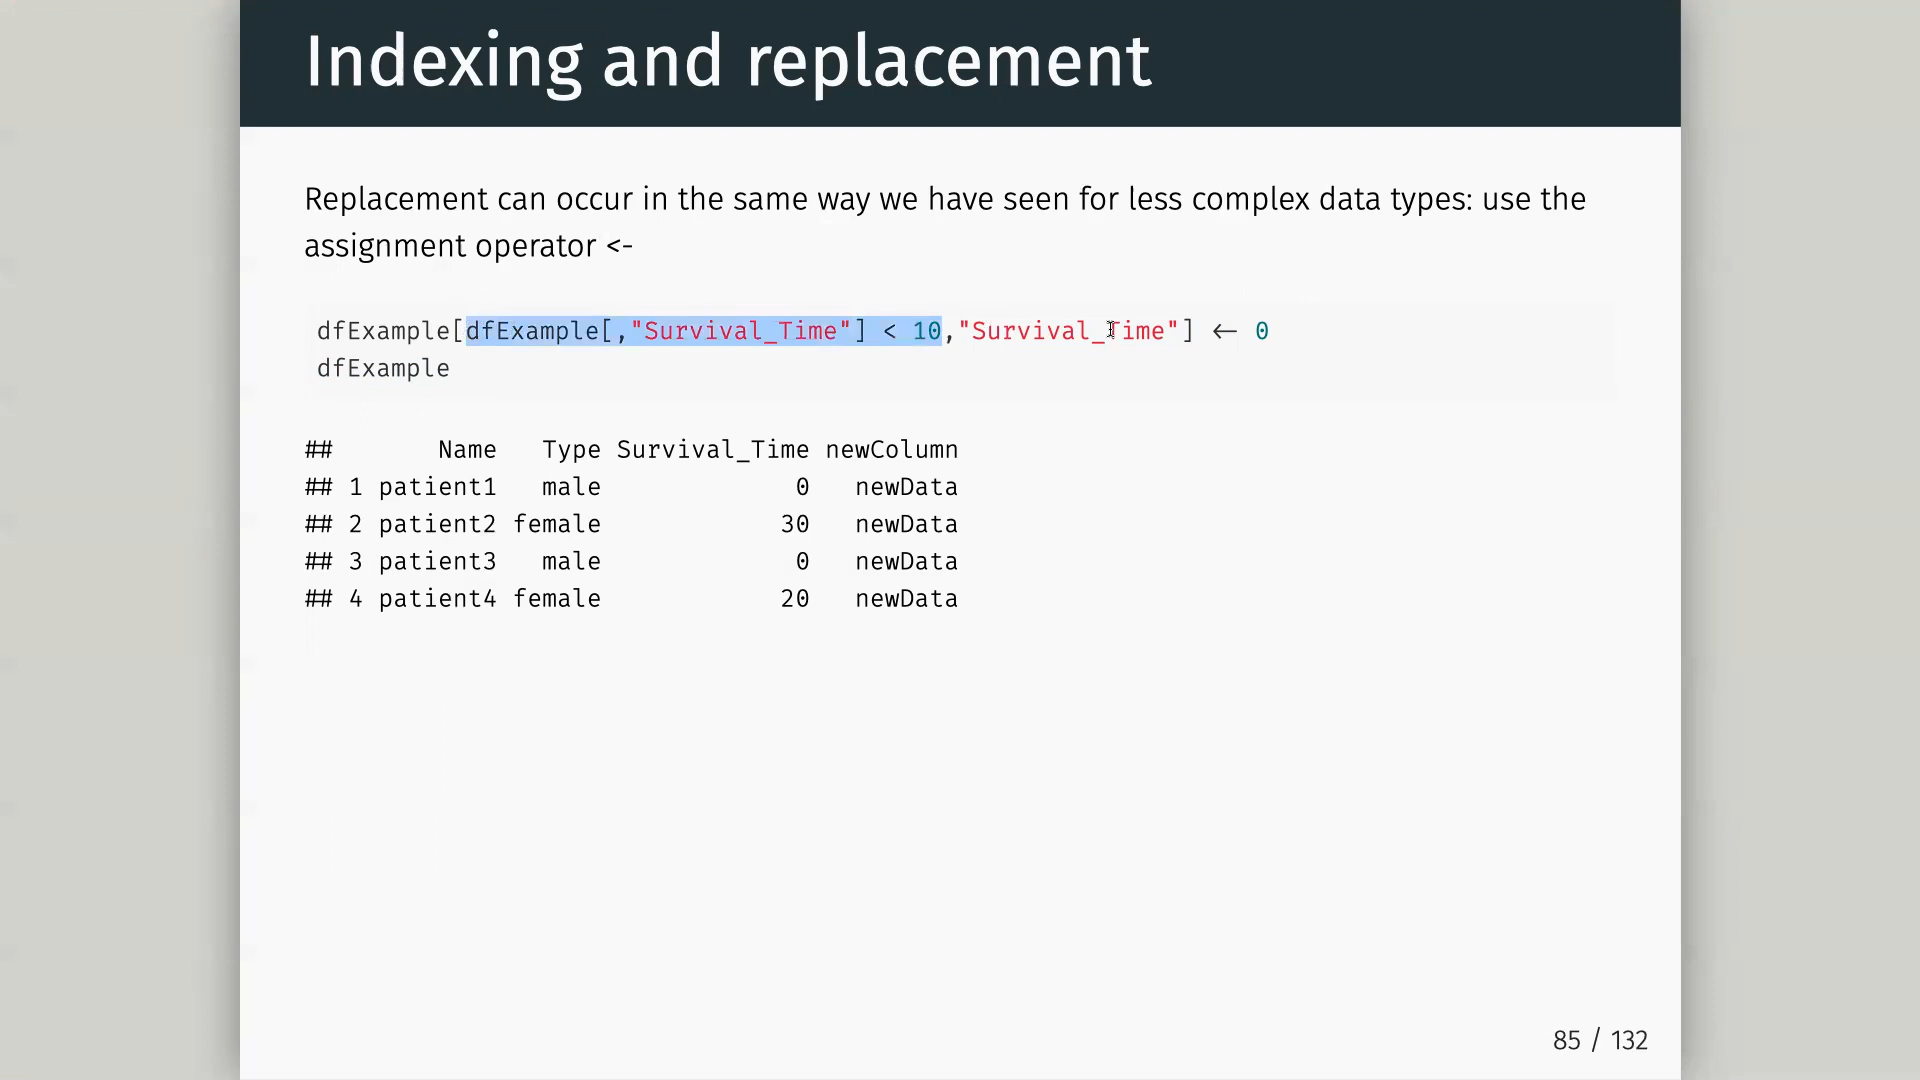 Indexing and replacement
Replacement can occur in the same way we have seen for less complex data types: use the
assignment operator <-
dfExample[dfExample[,"Survival_Time"] < 10,"Survival_Time"] <- 0
dfExample
##       Name   Type Survival_Time newColumn
## 1 patient1   male             0   newData
## 2 patient2 female            30   newData
## 3 patient3   male             0   newData
## 4 patient4 female            20   newData
85 / 132